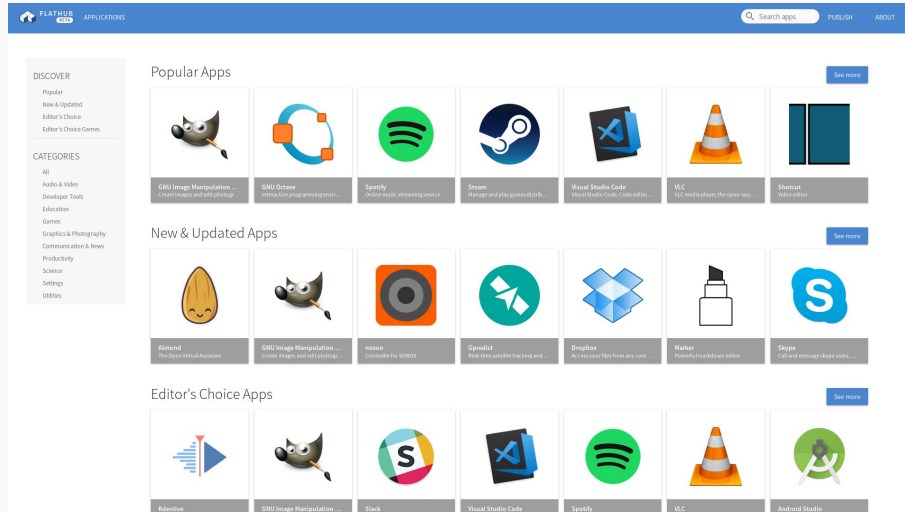 FLATHUB
BETA
APPLICATIONS
Search apps
PUBLISH
ABOUT
DISCOVER
Popular
New & Updated
Editor's Choice
Editor's Choice Games
CATEGORIES
All
Audio & Video
Developer Tools
Education
Games
Graphics & Photography
Communication & News
Productivity
Science
Settings
Utilities
Popular Apps
See more
GNU Image Manipulation ...
Create images and edit photogr...
GNU Octave
Interactive programming envir...
Spotify
Online music streaming service
Steam
Manage and play games distrib...
Visual Studio Code
Visual Studio Code. Code editin...
VLC
VLC media player, the open-sou...
Shotcut
Video editor
New & Updated Apps
See more
Almond
The Open Virtual Assistant
GNU Image Manipulation ...
Create images and edit photogr...
noson
Controller for SONOS
Gpredict
Real-time satellite tracking and ...
Dropbox
Access your files from any com...
Marker
Powerful markdown editor
Skype
Call and message skype users, ...
S
Editor's Choice Apps
See more
S
Kdenlive
GNU Image Manipulation ...
Slack
Visual Studio Code
Spotify
VLC
Android Studio